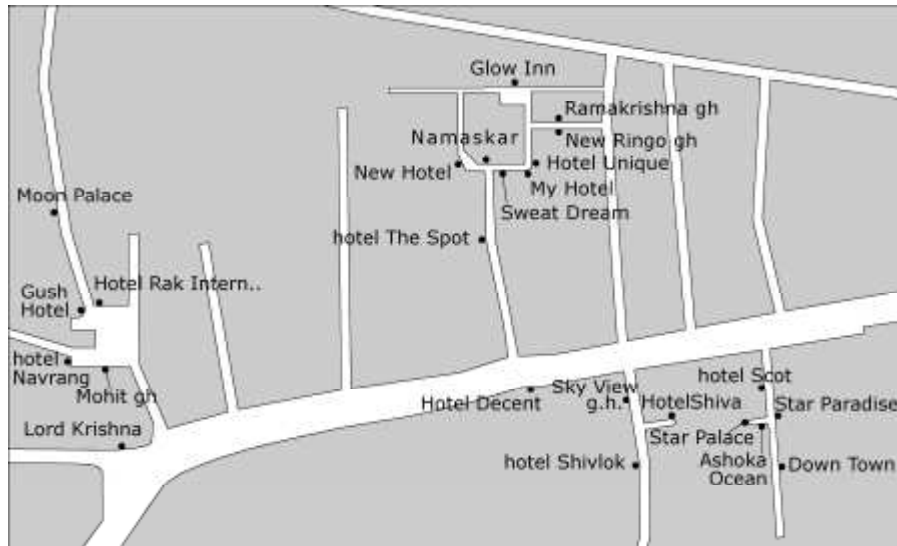 Glow Inn
Ramakrishna gh
Namaskar
New Ringo gh
New Hotel
Hotel Unique
My Hotel
Moon Palace
Sweat Dream
hotel The Spot
Hotel Rak Intern..
Gush
Hotel
hotel
Navrang
Mohit gh
Sky View
g.h.
hotel Scot
Hotel Decent
HotelShiva
Star Paradise
Lord Krishna
Star Palace
hotel Shivlok
Ashoka
Ocean
Down Town